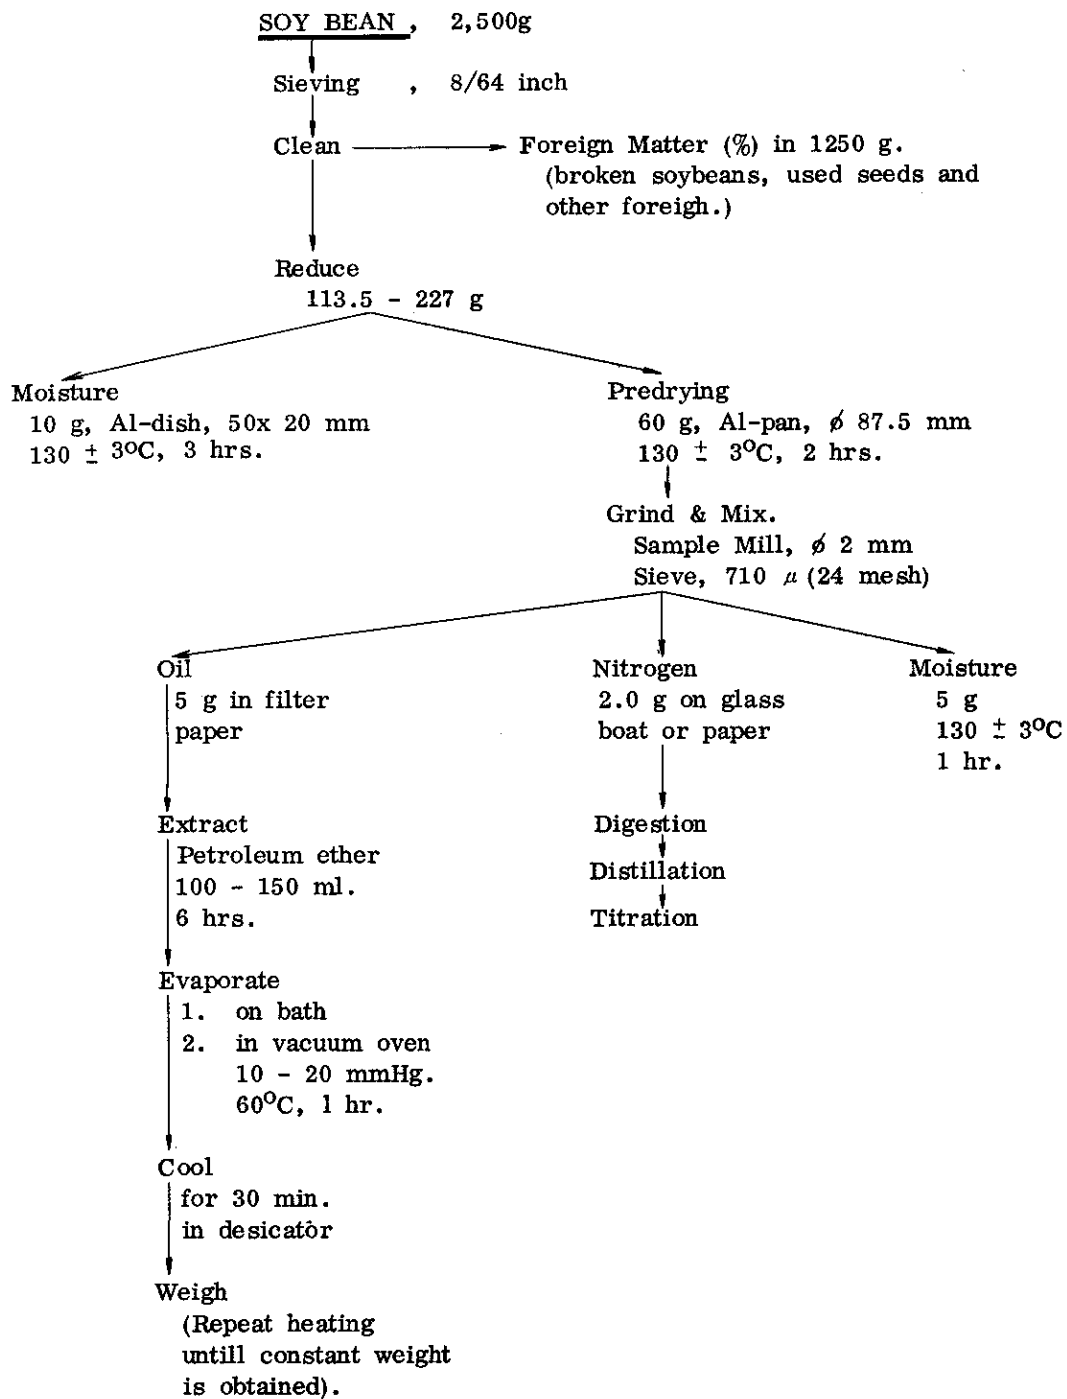 SOY BEAN , 2,500g
Sieving , 8/64 inch
Clean
Foreign Matter (%) in 1250 g.
(broken soybeans, used seeds and
other foreigh.)
Reduce
113.5 - 227 g
Moisture
10 g, Al-dish, 50x 20 mm
130 ± 3°C, 3 hrs.
Predrying
60 g, Al-pan, ϕ 87.5 mm
130 ± 3°C, 2 hrs.
Grind & Mix.
Sample Mill, ϕ 2 mm
Sieve, 710 μ (24 mesh)
Oil
5 g in filter
paper
Extract
Petroleum ether
100 - 150 ml.
6 hrs.
Evaporate
1. on bath
2. in vacuum oven
10 - 20 mmHg.
60°C, 1 hr.
Cool
for 30 min.
in desicator
Weigh
(Repeat heating
untill constant weight
is obtained).
Nitrogen
2.0 g on glass
boat or paper
Digestion
Distillation
Titration
Moisture
5 g
130 ± 3°C
1 hr.